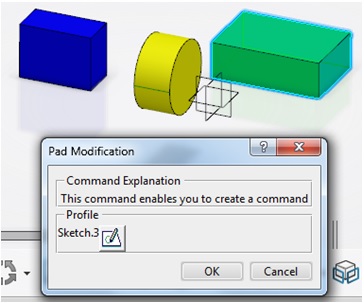 Pad Modification
?
Command Explanation
This command enables you to create a command
Profile
Sketch.3
OK
Cancel